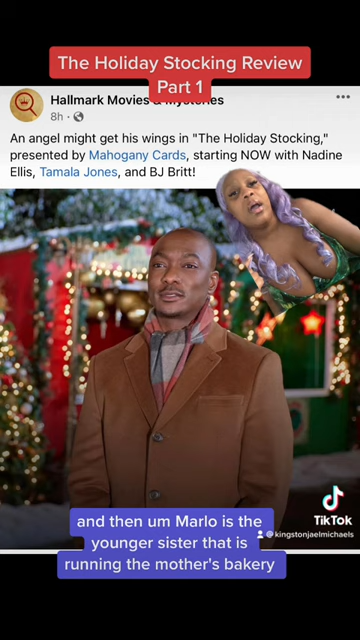 The Holiday Stocking Review
Part 1
Hallmark Movies & Mysteries
8h
An angel might get his wings in "The Holiday Stocking,"
presented by Mahogany Cards, starting NOW with Nadine
Ellis, Tamala Jones, and BJ Britt!
TikTok
@kingstonjaelmichaels
and then um Marlo is the
younger sister that is
running the mother's bakery